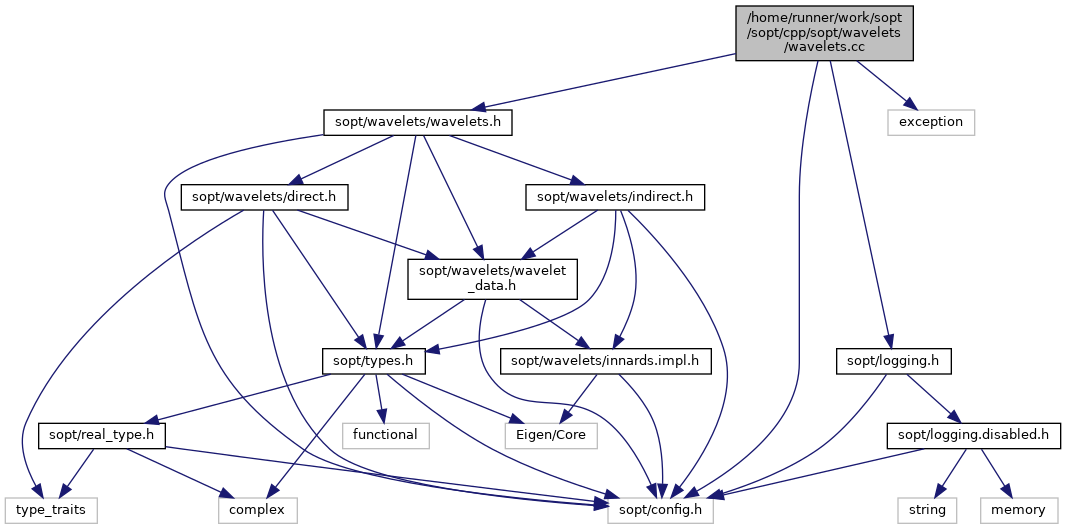 /home/runner/work/sopt
/sopt/cpp/sopt/wavelets
/wavelets.cc
sopt/wavelets/wavelets.h
exception
sopt/wavelets/direct.h
sopt/wavelets/indirect.h
sopt/wavelets/wavelet
_data.h
sopt/types.h
sopt/wavelets/innards.impl.h
sopt/logging.h
sopt/real_type.h
functional
Eigen/Core
sopt/logging.disabled.h
type_traits
complex
sopt/config.h
string
memory